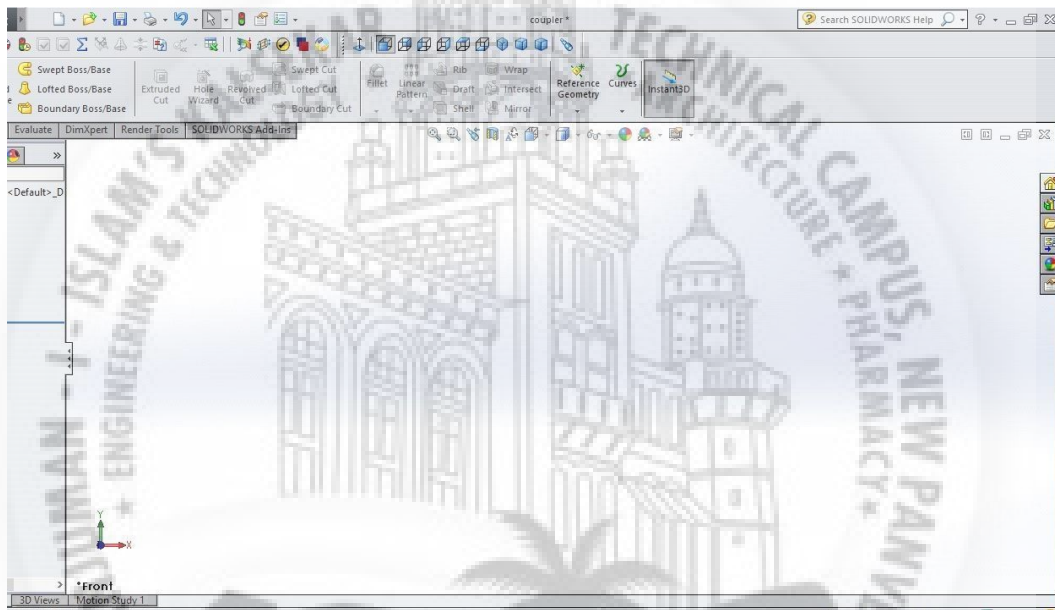 coupler *
Search SOLIDWORKS Help
Swept Boss/Base
Lofted Boss/Base
Boundary Boss/Base
Extruded Cut
Hole Wizard
Revolved Cut
Swept Cut
Lofted Cut
Boundary Cut
Fillet
Linear Pattern
Rib
Draft
Shell
Wrap
Intersect
Mirror
Reference Geometry
Curves
Instant3D
Evaluate DimXpert Render Tools SOLIDWORKS Add-Ins
<Default>_D
ISLAM'S
TECHNICAL CAMPUS, NEW PANVE
ENGINEERING & TECHN
ARCHITECTURE * PHARMACY
Y
X
*Front
3D Views Motion Study 1